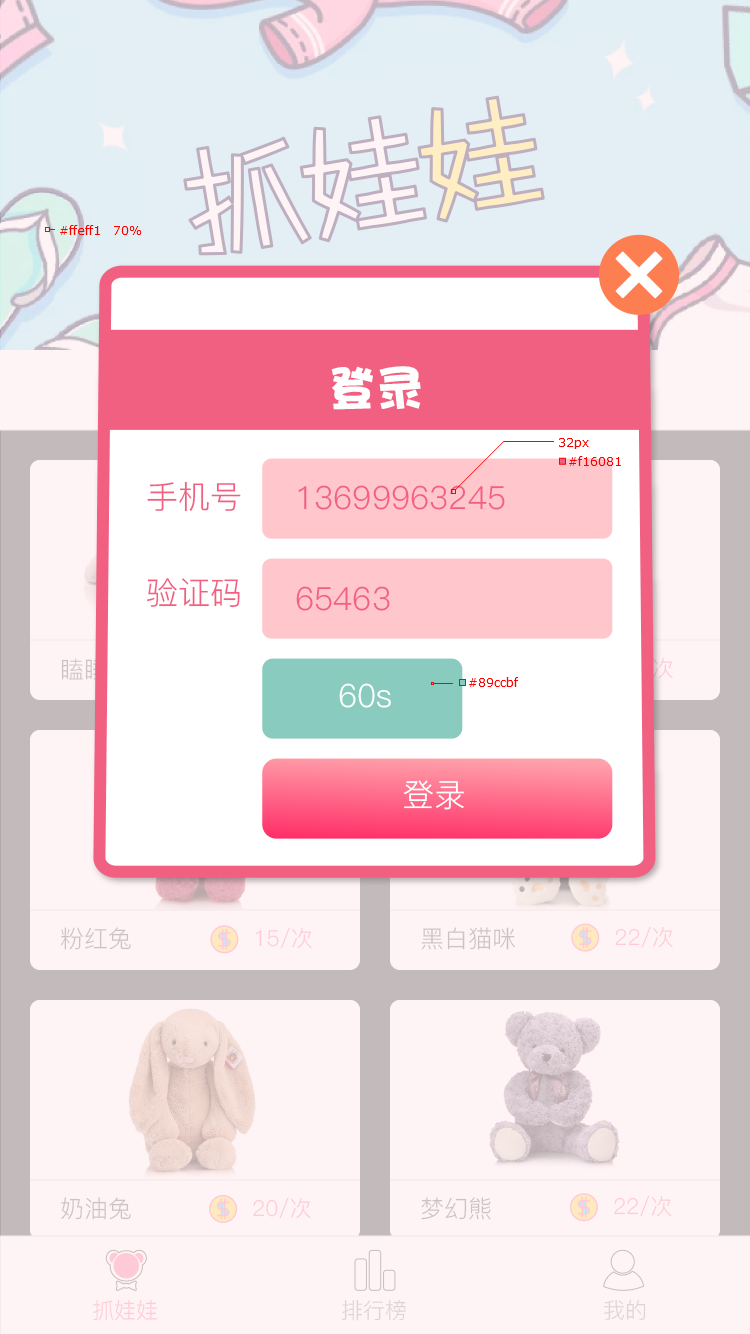 抓娃娃
#ffeff1 70%
登录
32px
#f16081
手机号 13699963245
验证码 65463
60s #89ccbf
登录
瞌 次
粉红兔 15/次 黑白猫咪 22/次
奶油兔 20/次 梦幻熊 22/次
抓娃娃 排行榜 我的